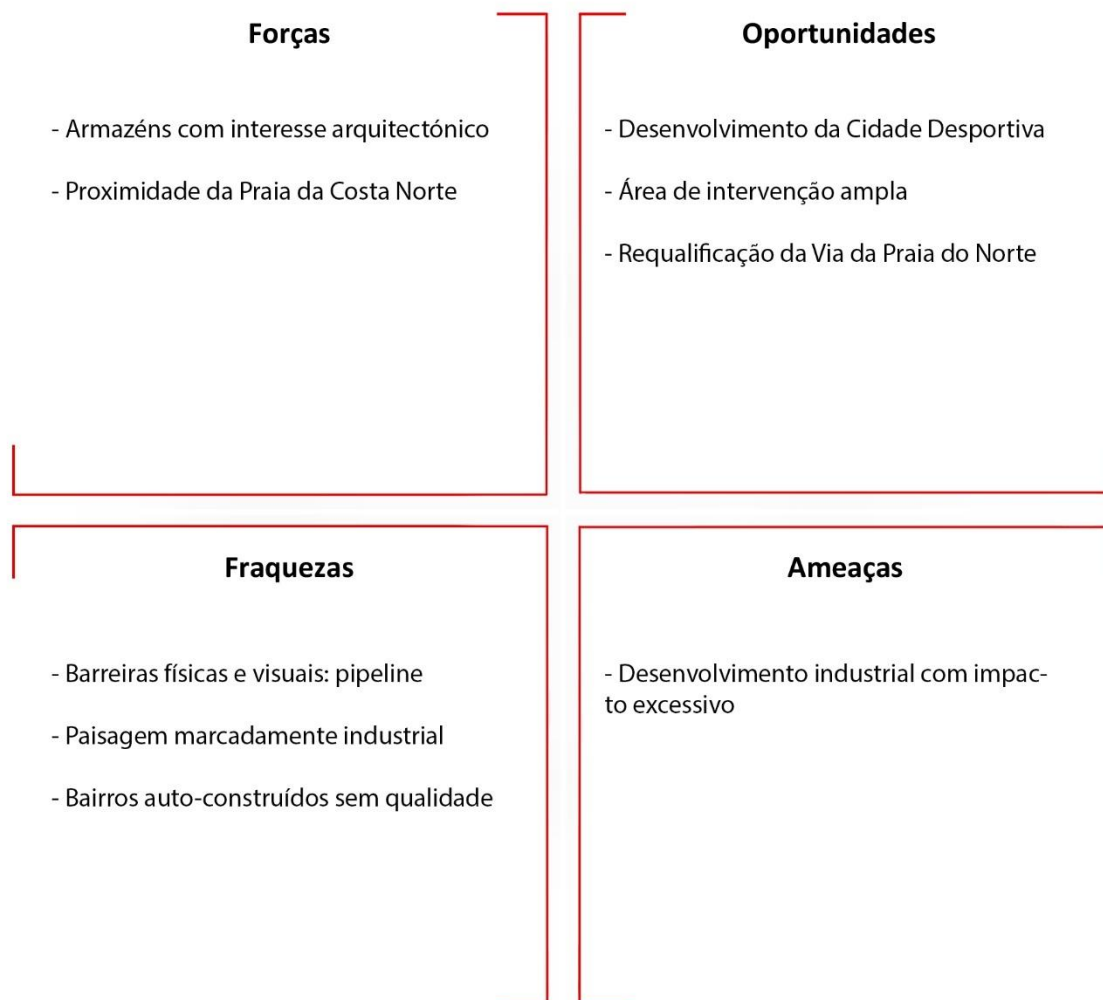 Forças
- Armazéns com interesse arquitectónico
- Proximidade da Praia da Costa Norte
Oportunidades
- Desenvolvimento da Cidade Desportiva
- Área de intervenção ampla
- Requalificação da Via da Praia do Norte
Fraquezas
- Barreiras físicas e visuais: pipeline
- Paisagem marcadamente industrial
- Bairros auto-construídos sem qualidade
Ameaças
- Desenvolvimento industrial com impac-
to excessivo